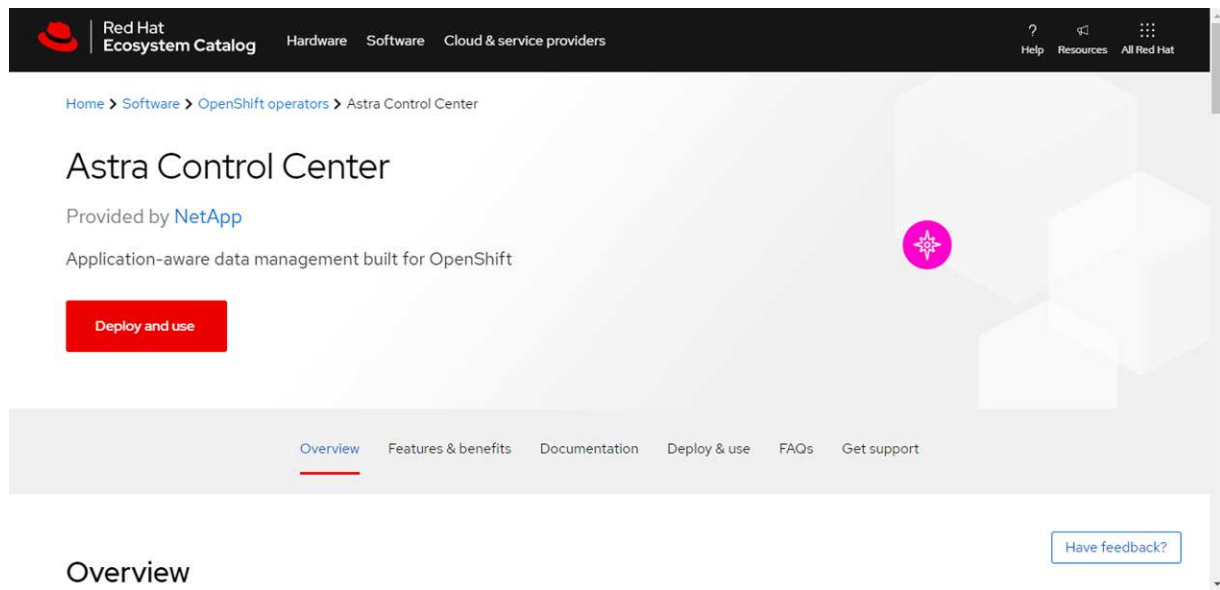 Red Hat
Ecosystem Catalog
Hardware Software Cloud & service providers
?
Help Resources All Red Hat
Home > Software > OpenShift operators > Astra Control Center
Astra Control Center
Provided by NetApp
Application-aware data management built for OpenShift
Deploy and use
Overview Features & benefits Documentation Deploy & use FAQs Get support
Have feedback?
Overview